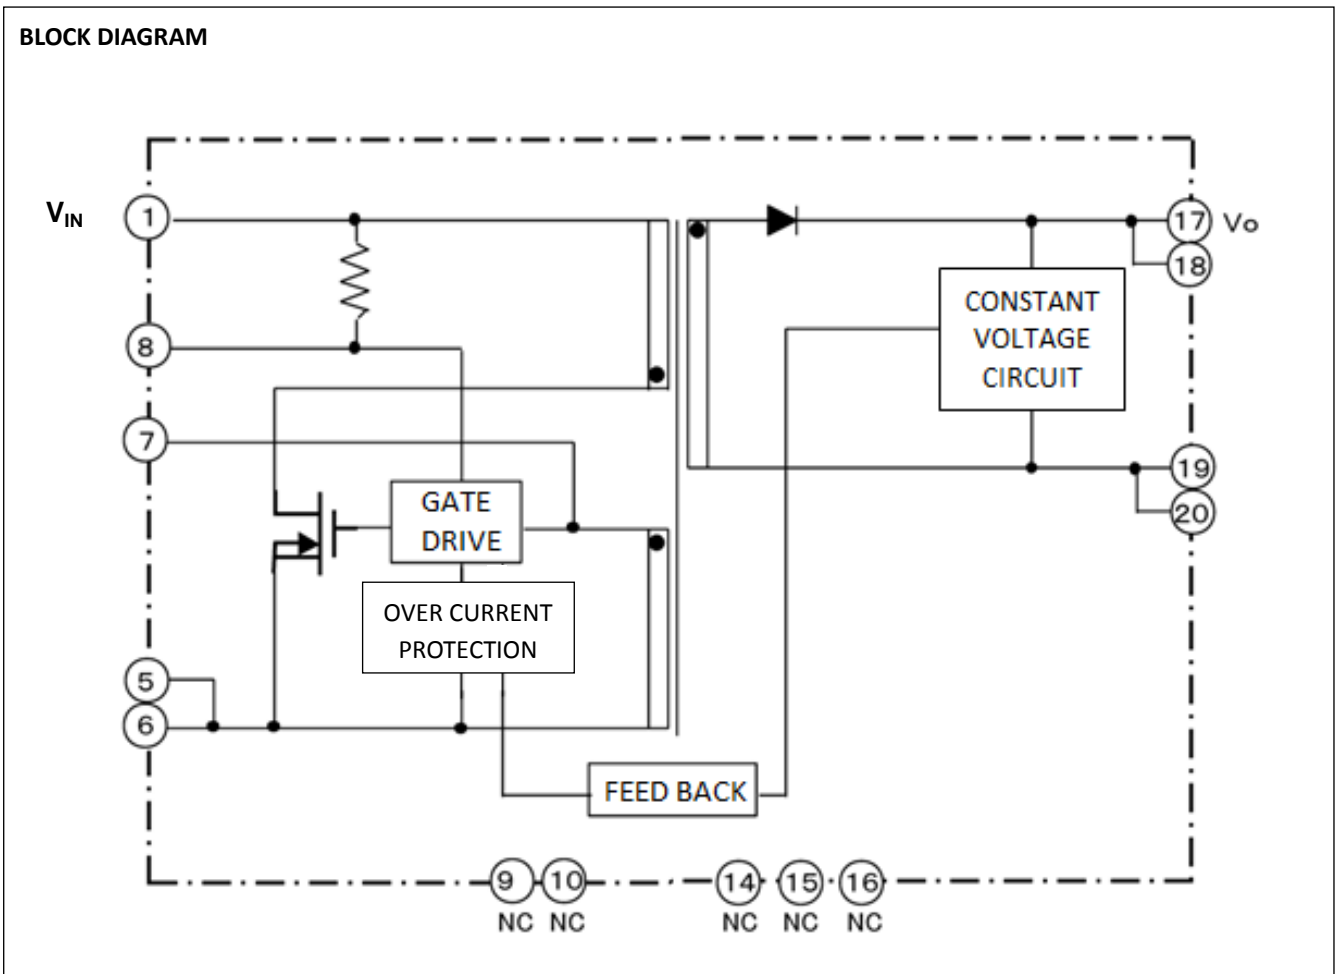 BLOCK DIAGRAM
VIN
1
17
Vo
18
8
CONSTANT
VOLTAGE
CIRCUIT
7
19
20
GATE
DRIVE
OVER CURRENT
PROTECTION
5
6
FEED BACK
9 10 14 15 16
NC NC NC NC NC